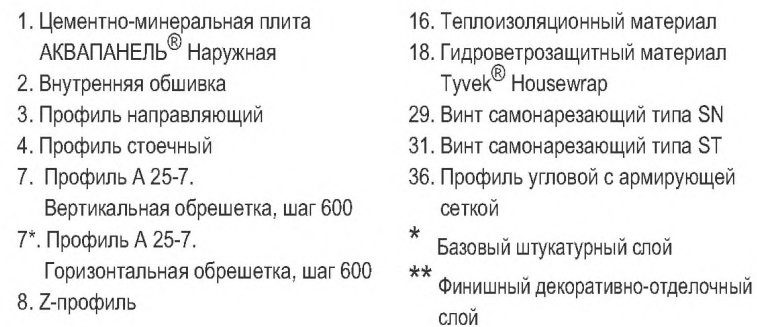 1. Цементно-минеральная плита
АКВАПАНЕЛЬ® Наружная
2. Внутренняя обшивка
3. Профиль направляющий
4. Профиль стоечный
7. Профиль А 25-7.
Вертикальная обрешетка, шаг 600
7*. Профиль А 25-7.
Горизонтальная обрешетка, шаг 600
8. Z-профиль
16. Теплоизоляционный материал
18. Гидроветрозащитный материал
Tyvek® Housewrap
29. Винт самонарезающий типа SN
31. Винт самонарезающий типа ST
36. Профиль угловой с армирующей
сеткой
* Базовый штукатурный слой
** Финишный декоративно-отделочный
слой